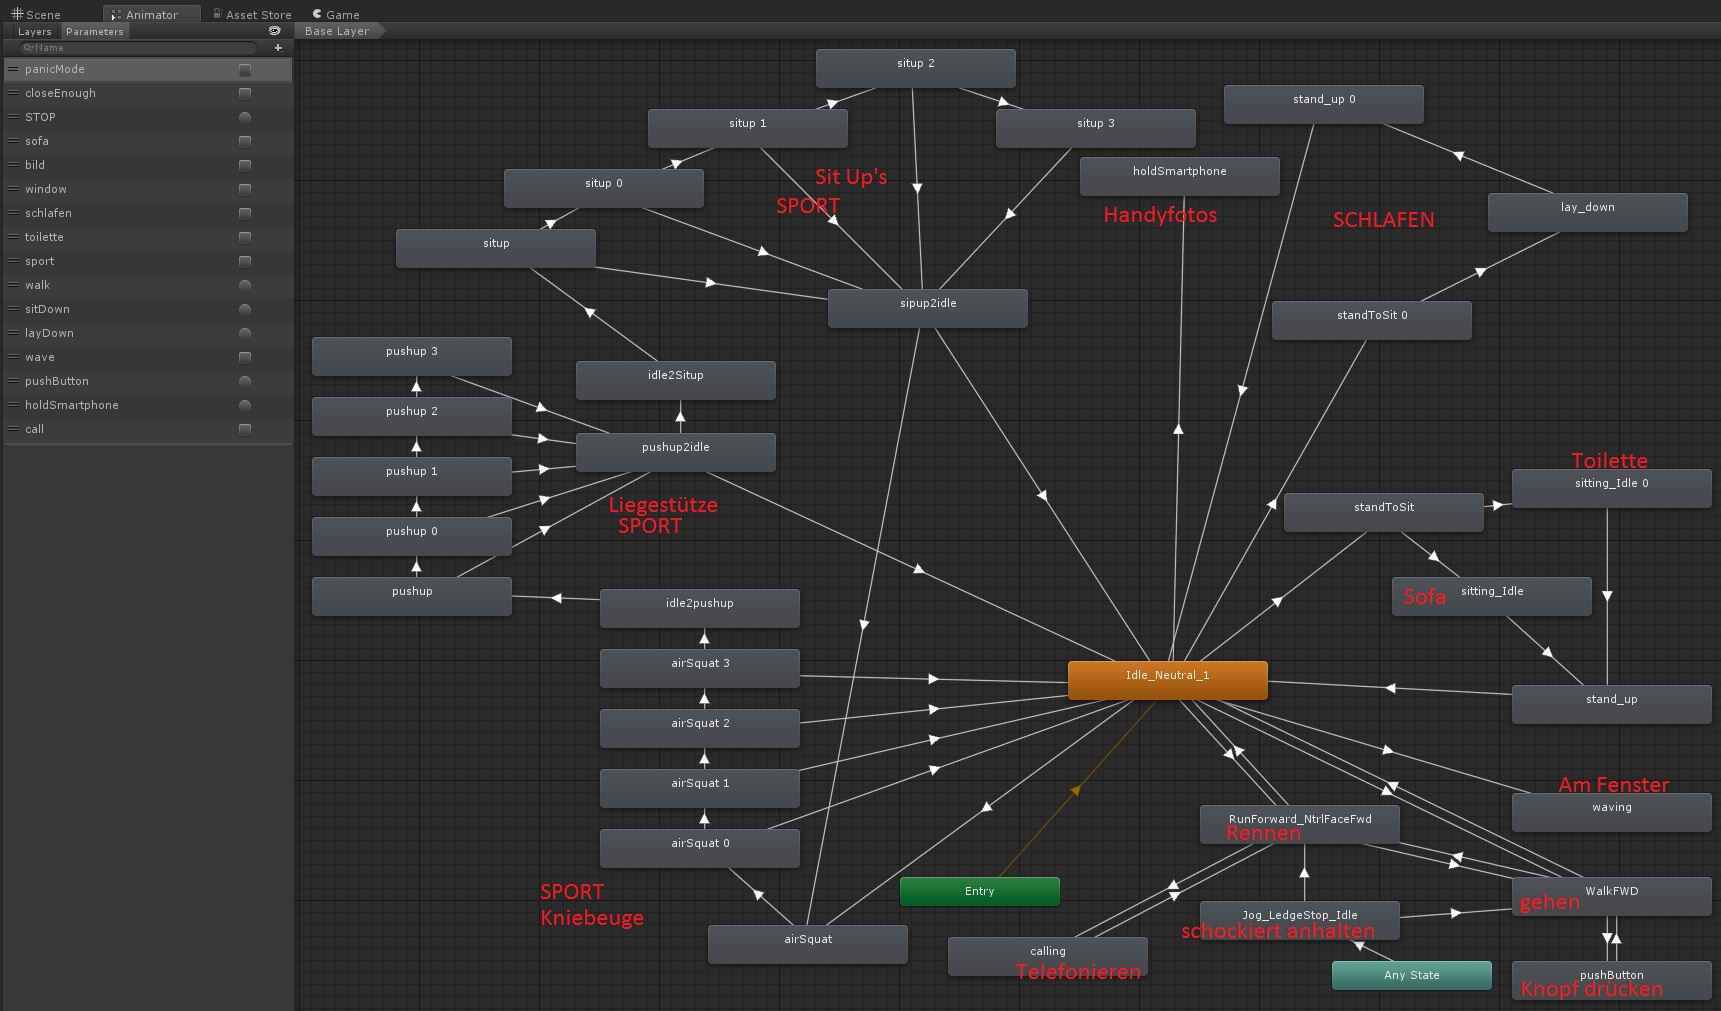 Scene
Animator
Asset Store
Game
Layers
Parameters
Base Layer
Name
+
panicMode
closeEnough
STOP
sofa
bild
window
schlafen
toilette
sport
walk
sitDown
layDown
wave
pushButton
holdSmartphone
call
situp 2
stand_up 0
situp 1
situp 3
holdSmartphone
Sit Up's
SPORT
situp 0
Handyfotos
SCHLAFEN
lay_down
situp
sipup2idle
standToSit 0
pushup 3
idle2Situp
pushup 2
pushup2idle
pushup 1
Toilette
sitting_Idle 0
Liegestütze
SPORT
standToSit
pushup 0
pushup
idle2pushup
Sofa
sitting_Idle
airSquat 3
Idle_Neutral_1
stand_up
airSquat 2
airSquat 1
Am Fenster
waving
airSquat 0
RunForward_NtrlFaceFwd
Rennen
SPORT
Kniebeuge
Entry
WalkFWD
gehen
Jog_LedgeStop_Idle
schockiert anhalten
airSquat
calling
Telefonieren
Any State
pushButton
Knopf drücken